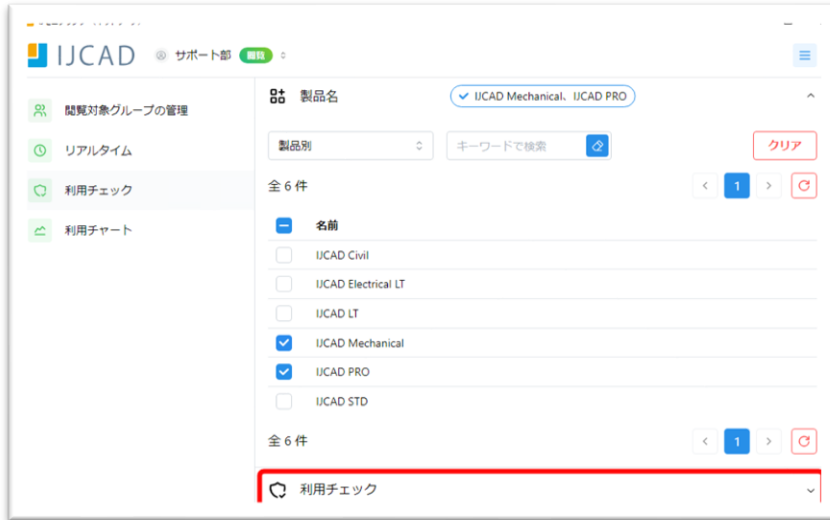 IJCAD サポート部 閲覧
閲覧対象グループの管理
リアルタイム
利用チェック
利用チャート
製品名 IJCAD Mechanical、IJCAD PRO
製品別 キーワードで検索 クリア
全 6 件 1
名前
IJCAD Civil
IJCAD Electrical LT
IJCAD LT
IJCAD Mechanical
IJCAD PRO
IJCAD STD
全 6 件 1
利用チェック